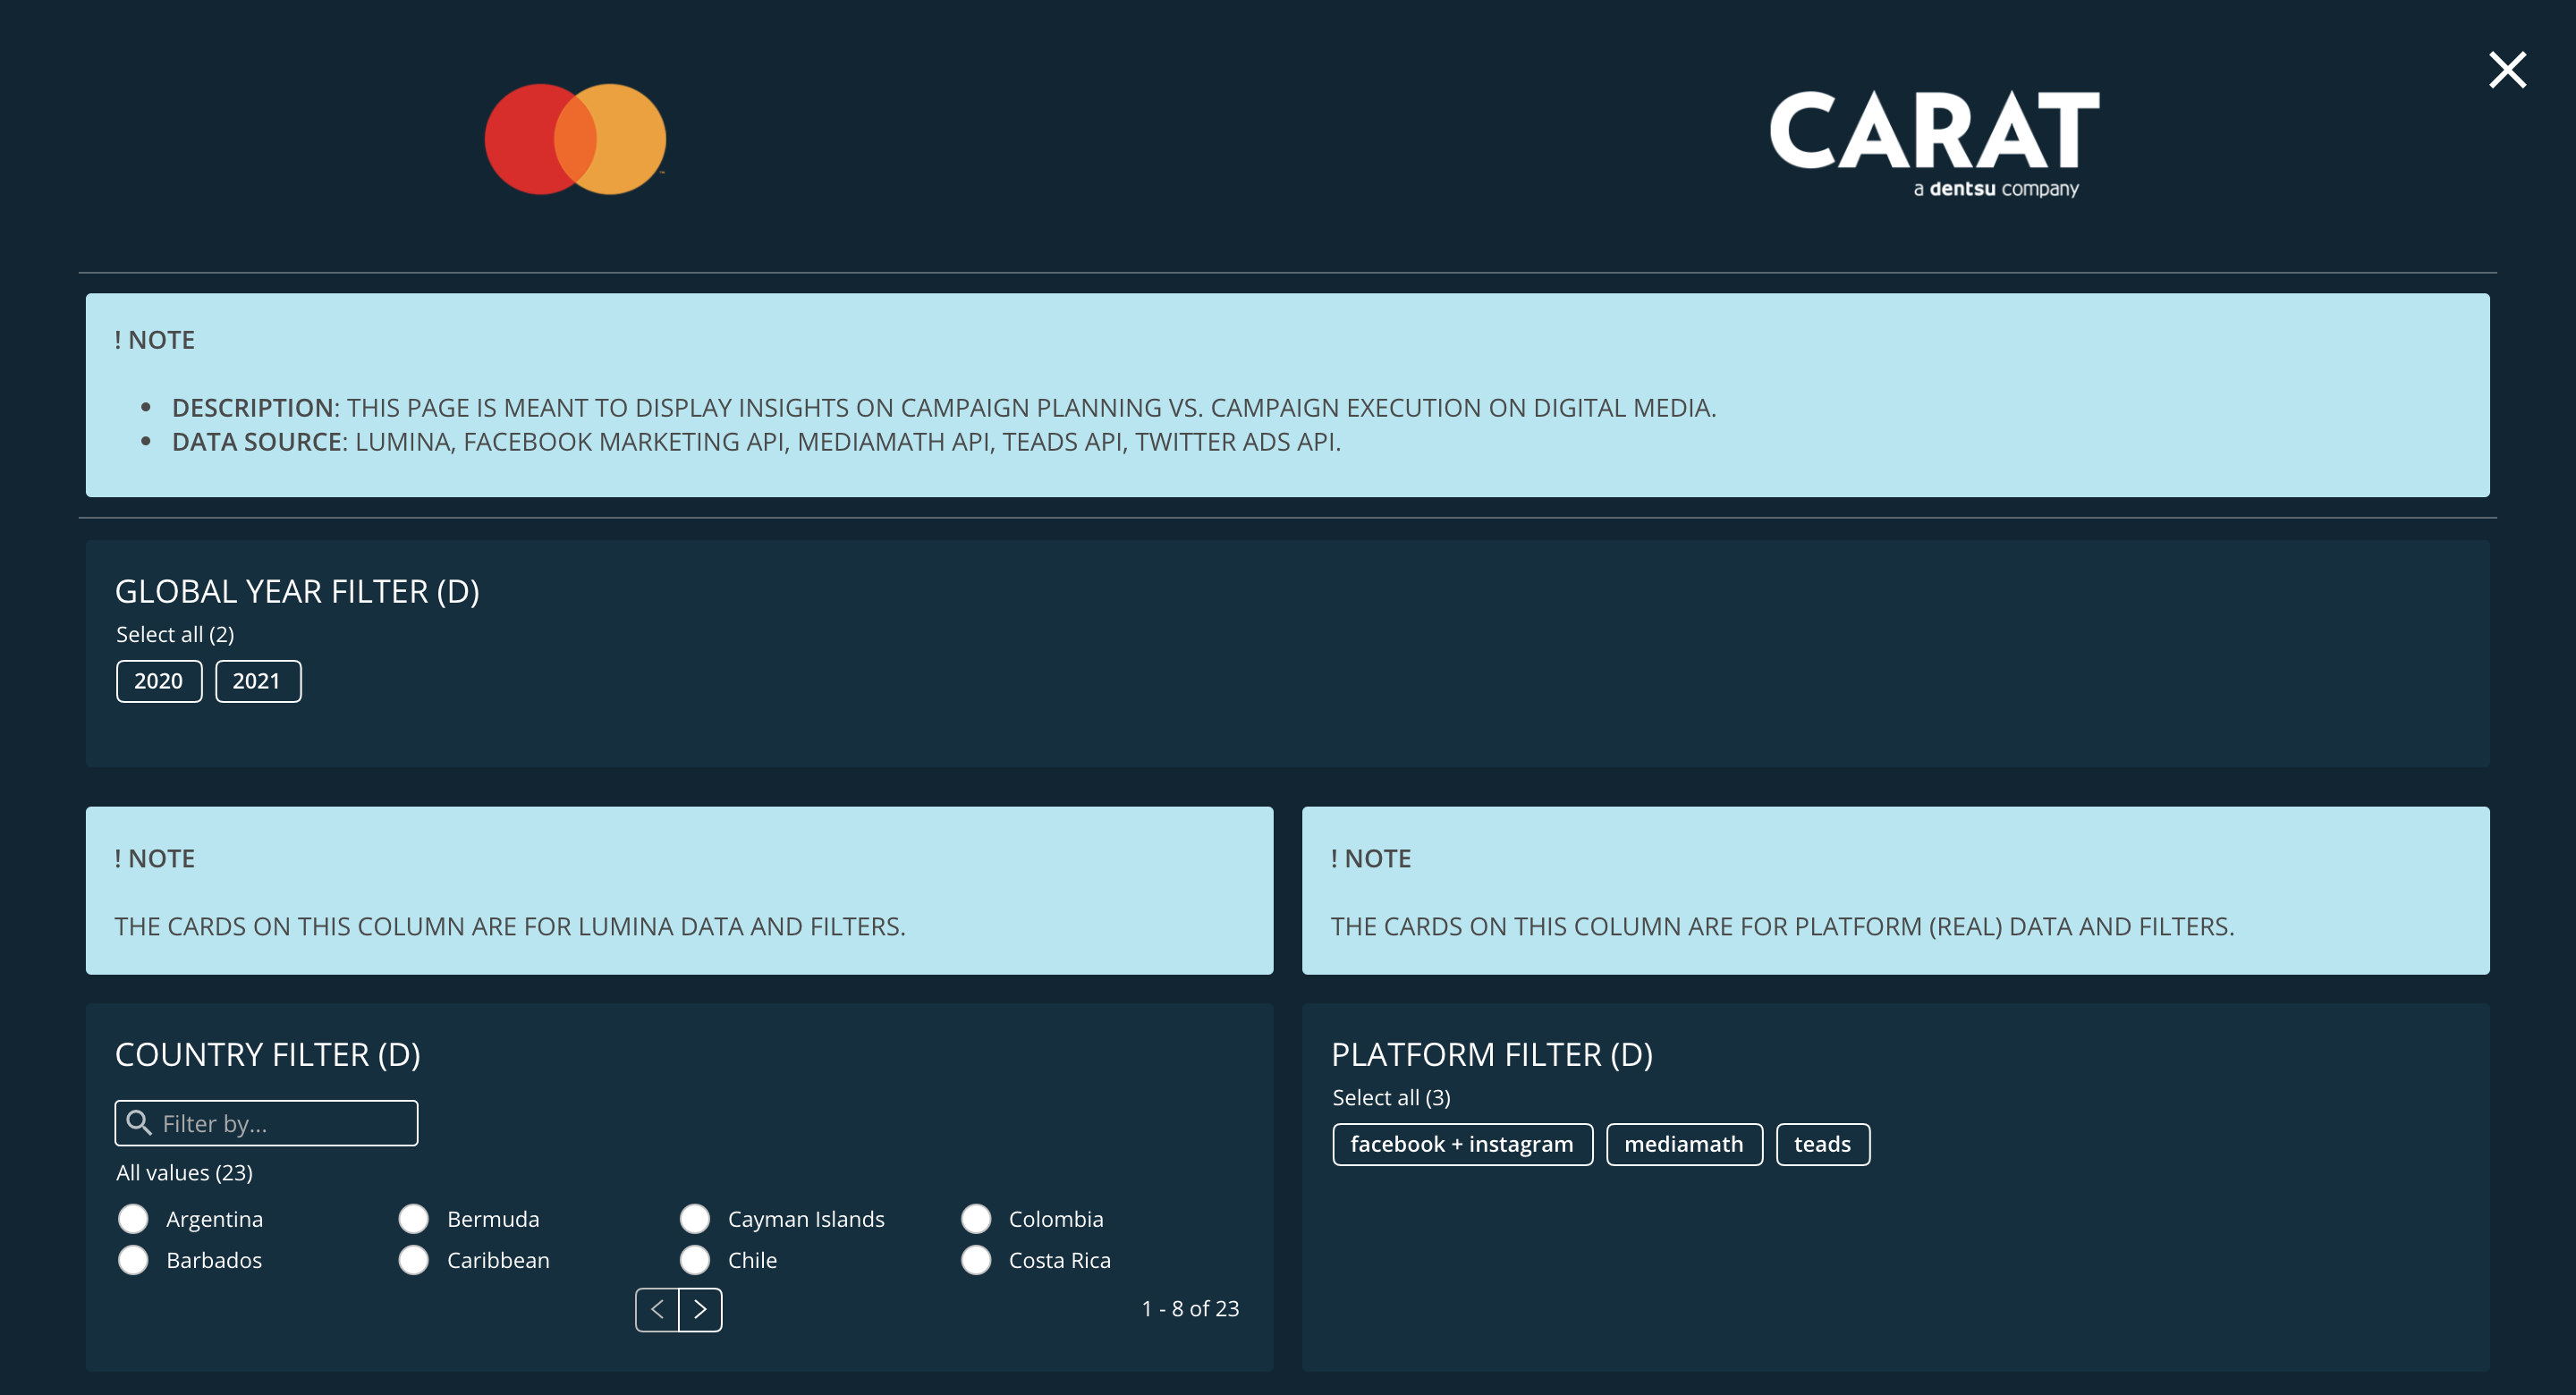 CARAT
a dentsu company
! NOTE
• DESCRIPTION: THIS PAGE IS MEANT TO DISPLAY INSIGHTS ON CAMPAIGN PLANNING VS. CAMPAIGN EXECUTION ON DIGITAL MEDIA.
• DATA SOURCE: LUMINA, FACEBOOK MARKETING API, MEDIAMATH API, TEADS API, TWITTER ADS API.
GLOBAL YEAR FILTER (D)
Select all (2)
2020 2021
! NOTE
THE CARDS ON THIS COLUMN ARE FOR LUMINA DATA AND FILTERS.
! NOTE
THE CARDS ON THIS COLUMN ARE FOR PLATFORM (REAL) DATA AND FILTERS.
COUNTRY FILTER (D)
Filter by...
All values (23)
Argentina Bermuda Cayman Islands Colombia
Barbados Caribbean Chile Costa Rica
1 - 8 of 23
PLATFORM FILTER (D)
Select all (3)
facebook + instagram mediamath teads